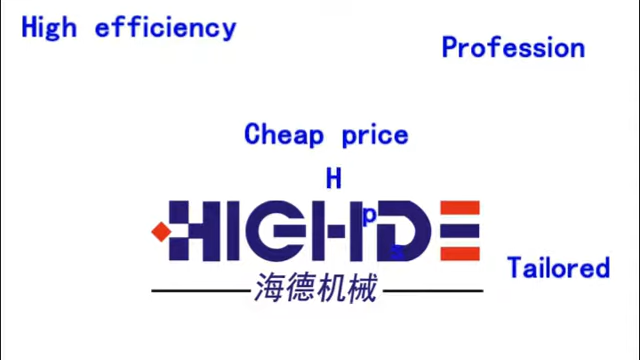 High efficiency
Profession
Cheap price
H
p
HIGHDE
Tailored
海德机械